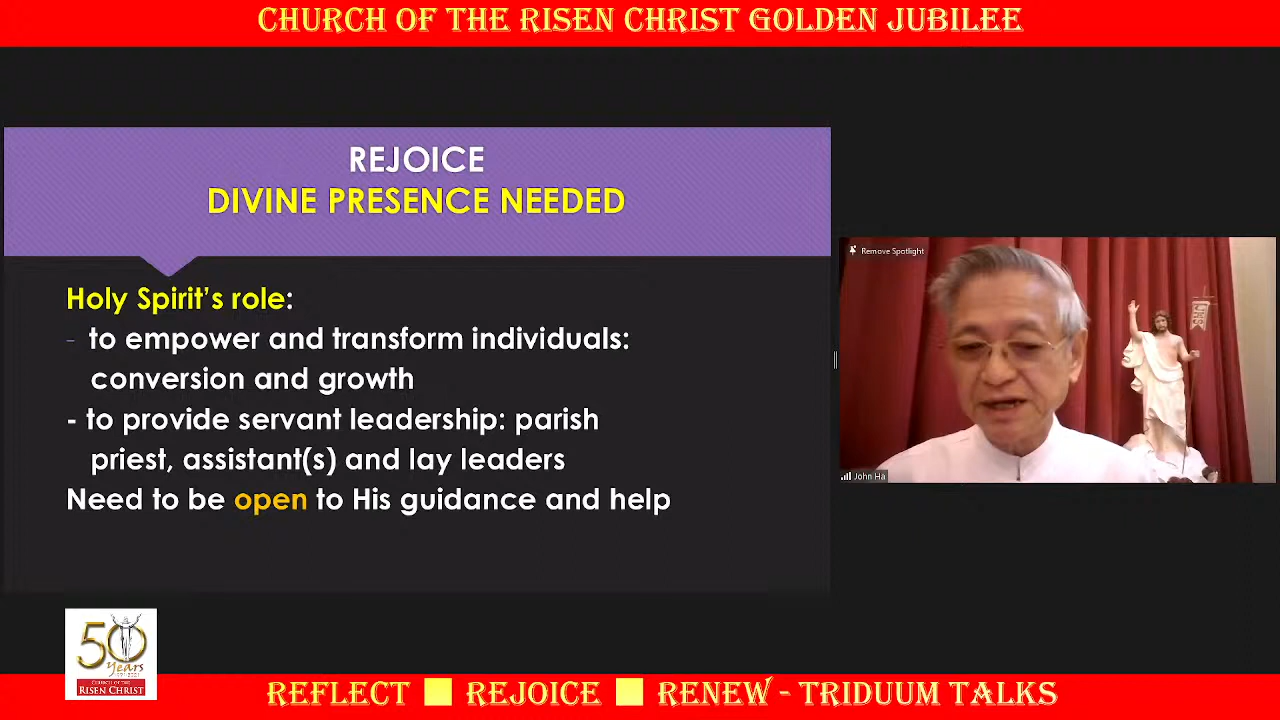 CHURCH OF THE RISEN CHRIST GOLDEN JUBILEE
REJOICE
DIVINE PRESENCE NEEDED
Holy Spirit's role:
- to empower and transform individuals:
conversion and growth
- to provide servant leadership: parish
priest, assistant(s) and lay leaders
Need to be open to His guidance and help
Remove Spotlight
John Ha
50
Years
CHURCH OF THE
RISEN CHRIST
REFLECT REJOICE RENEW - TRIDUUM TALKS